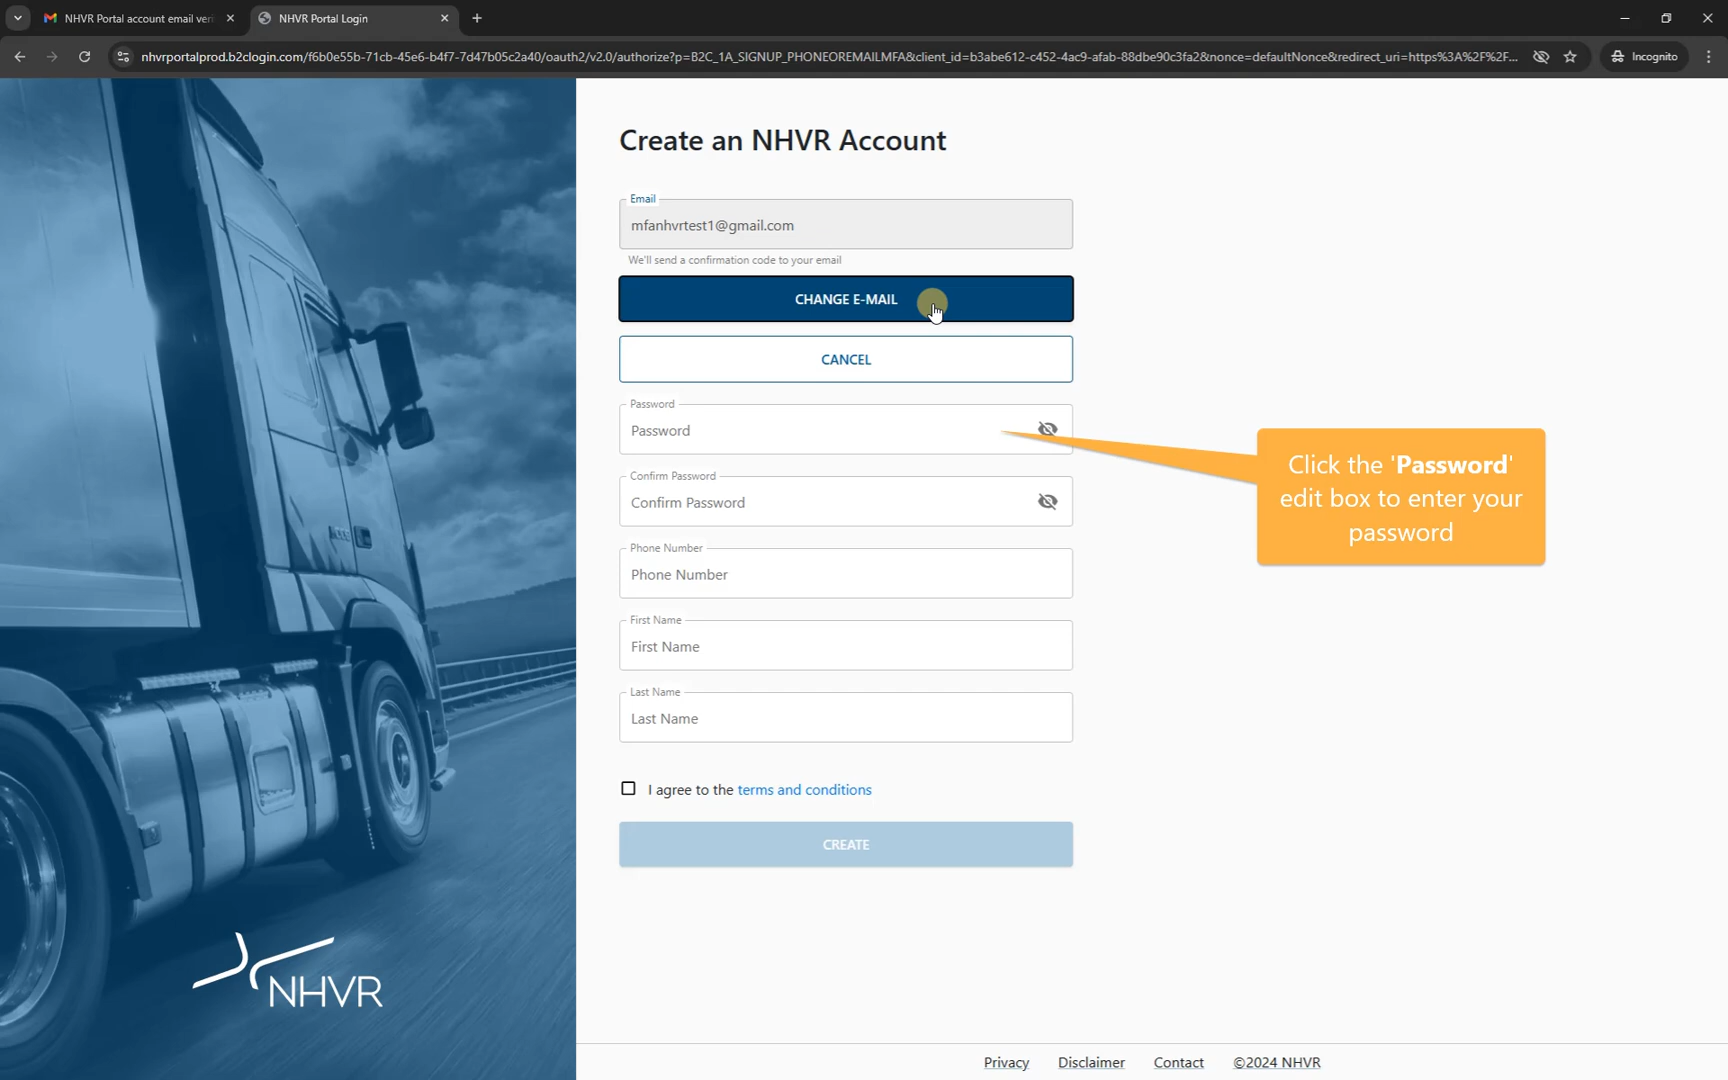 NHVR Portal account email veri
NHVR Portal Login
nhvrportalprod.b2clogin.com/f6b0e55b-71cb-45e6-b4f7-7d47b05c2a40/oauth2/v2.0/authorize?p=B2C_1A_SIGNUP_PHONEOREMAILMFA&client_id=b3abe612-c452-4ac9-afab-88dbe90c3fa2&nonce=defaultNonce&redirect_uri=https%3A%2F%2F...
Incognito
Create an NHVR Account
Email
mfanhvrtest1@gmail.com
We'll send a confirmation code to your email
CHANGE E-MAIL
CANCEL
Password
Password
Click the 'Password'
edit box to enter your
password
Confirm Password
Confirm Password
Phone Number
Phone Number
First Name
First Name
Last Name
Last Name
I agree to the terms and conditions
CREATE
NHVR
Privacy
Disclaimer
Contact
©2024 NHVR